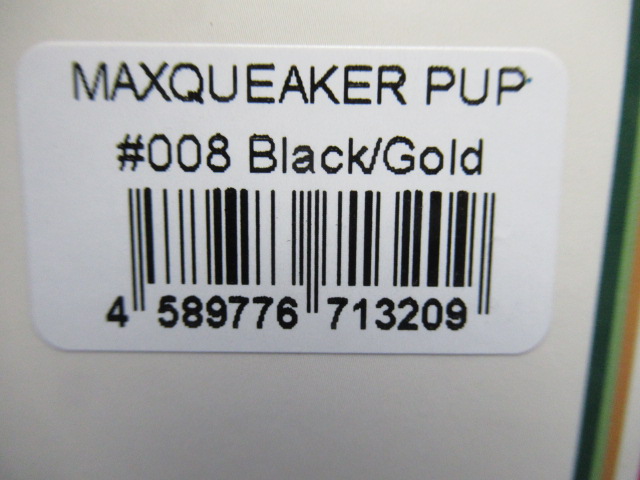 MAXQUEAKER PUP
#008 Black/Gold
4 589776 713209